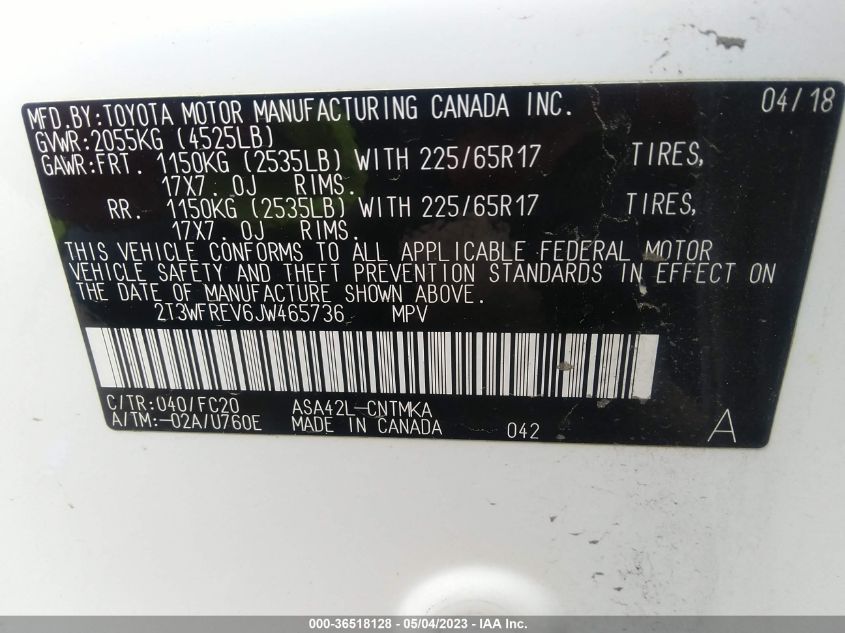 MFD.BY:TOYOTA MOTOR MANUFACTURING CANADA INC. 04/18
GVWR:2055KG (4525LB)
GAWR:FRT. 1150KG (2535LB) WITH 225/65R17 TIRES,
17X7.0J RIMS.
RR. 1150KG (2535LB) WITH 225/65R17 TIRES,
17X7.0J RIMS.
THIS VEHICLE CONFORMS TO ALL APPLICABLE FEDERAL MOTOR
VEHICLE SAFETY AND THEFT PREVENTION STANDARDS IN EFFECT ON
THE DATE OF MANUFACTURE SHOWN ABOVE.
2T3WFREV6JW465736 MPV
C/TR:040/FC20 ASA42L-CNTMKA
A/TM:-02A/U760E MADE IN CANADA 042 A
000-36518128 - 05/04/2023 - IAA Inc.